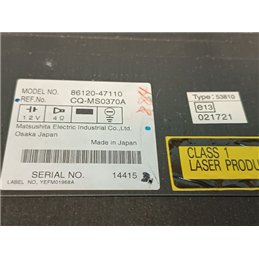 MODEL NO. 86120-47110
REF.No. CQ-MS0370A
12V 4Ω
Matsushita Electric Industrial Co.,Ltd.
Osaka Japan
Made in Japan
SERIAL NO. 14415
LABEL NO. YEFM01968A
Type: 53810
e13
021721
CLASS 1
LASER PRODU